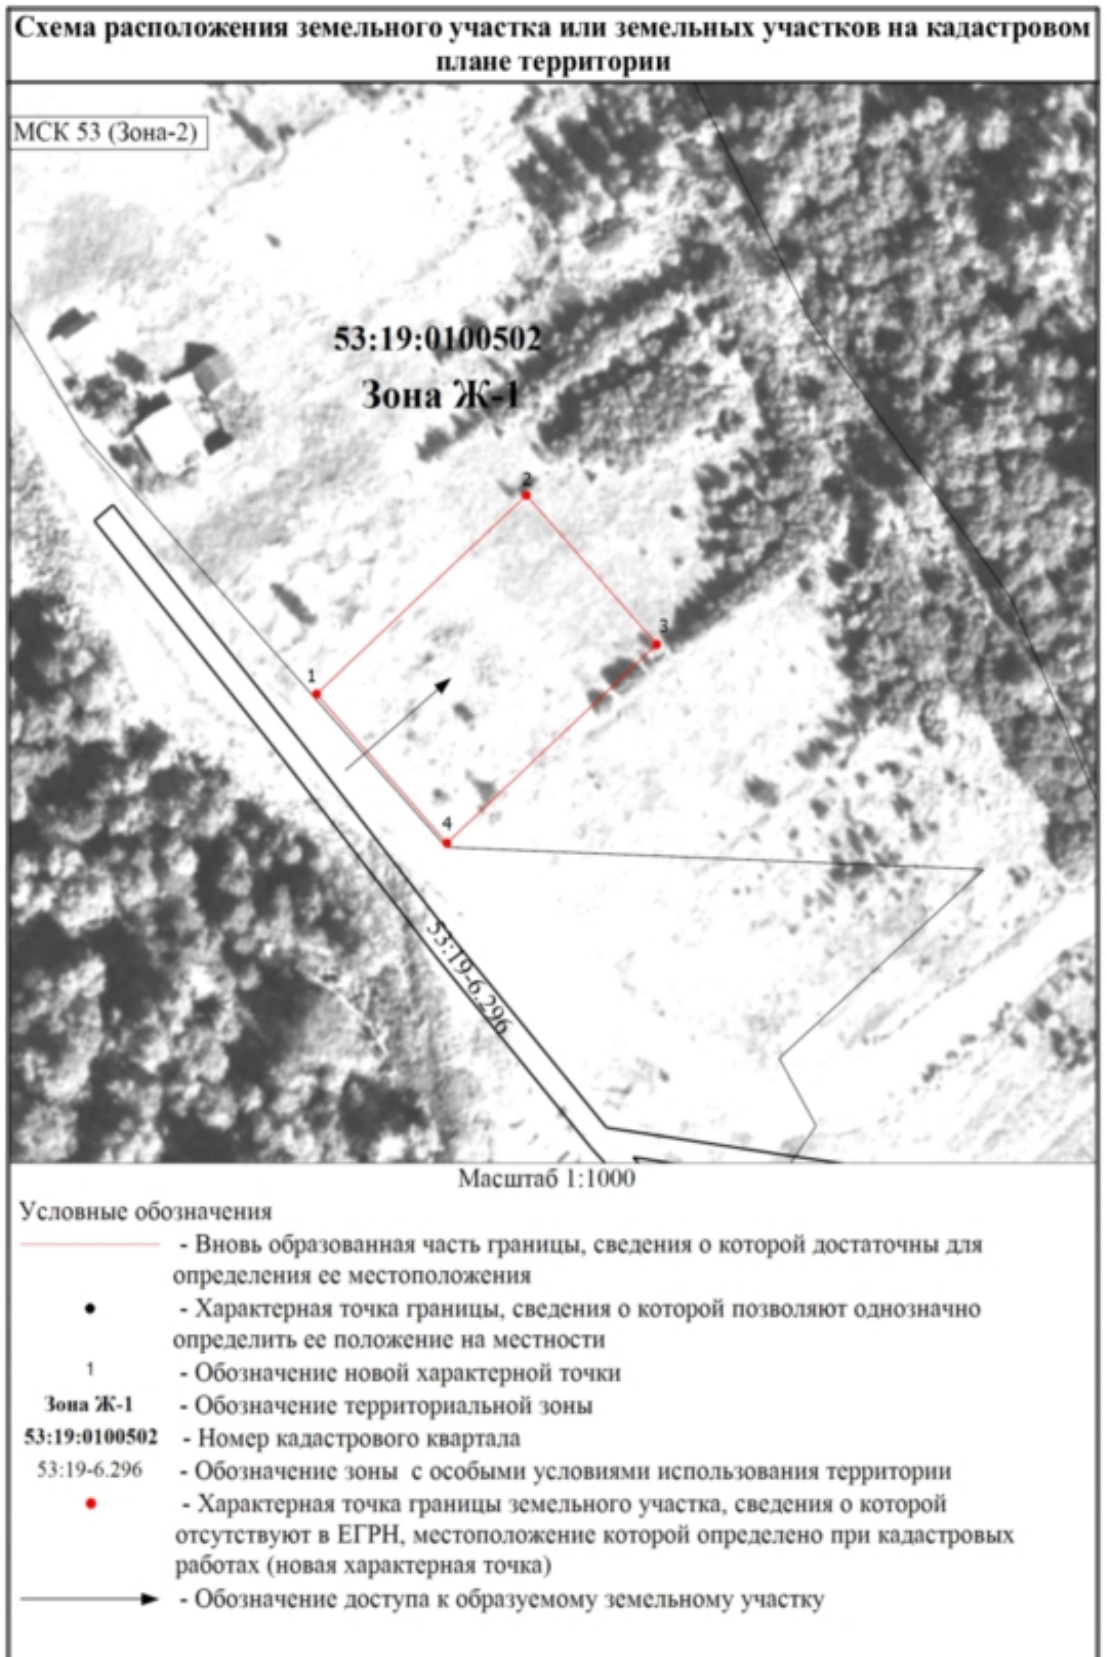 Схема расположения земельного участка или земельных участков на кадастровом
плане территории
МСК 53 (Зона-2)
53:19:0100502
Зона Ж-1
2
3
1
4
53:19-6.296
Масштаб 1:1000
Условные обозначения
- Вновь образованная часть границы, сведения о которой достаточны для
определения ее местоположения
- Характерная точка границы, сведения о которой позволяют однозначно
определить ее положение на местности
1 - Обозначение новой характерной точки
Зона Ж-1 - Обозначение территориальной зоны
53:19:0100502 - Номер кадастрового квартала
53:19-6.296 - Обозначение зоны с особыми условиями использования территории
- Характерная точка границы земельного участка, сведения о которой
отсутствуют в ЕГРН, местоположение которой определено при кадастровых
работах (новая характерная точка)
- Обозначение доступа к образуемому земельному участку